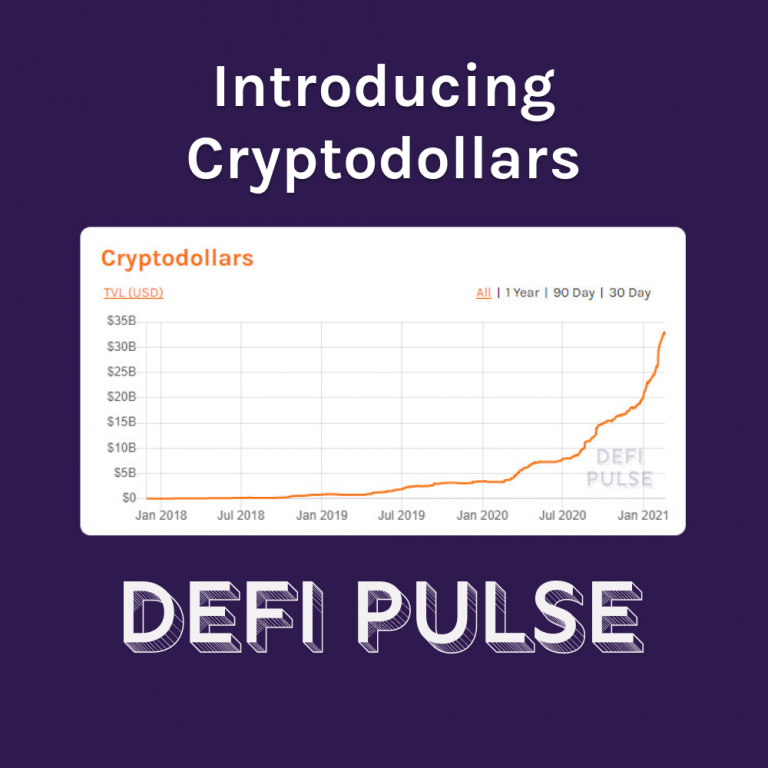 Introducing
Cryptodollars
Cryptodollars
TVL (USD)
All | 1 Year | 90 Day | 30 Day
$35B
$30B
$25B
$20B
$15B
$10B
$5B
$0
DEFI
PULSE
Jan 2018 Jul 2018 Jan 2019 Jul 2019 Jan 2020 Jul 2020 Jan 2021
DEFI PULSE